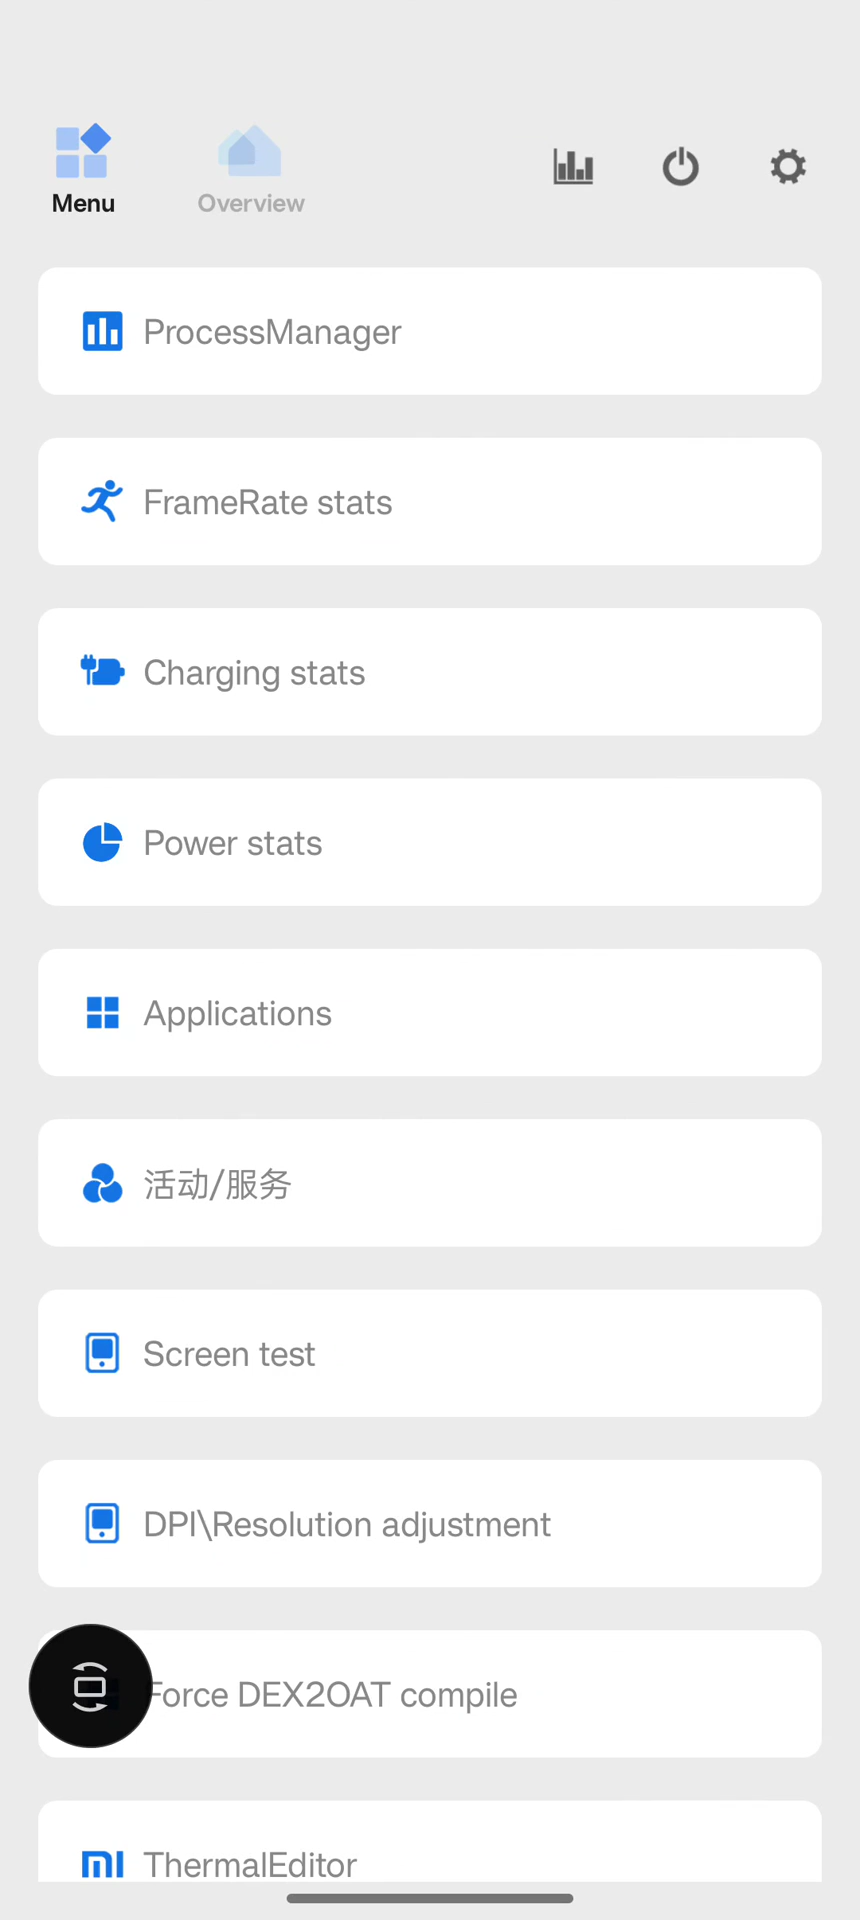 Menu
Overview
ProcessManager
FrameRate stats
Charging stats
Power stats
Applications
活动/服务
Screen test
DPI\Resolution adjustment
Force DEX2OAT compile
ThermalEditor